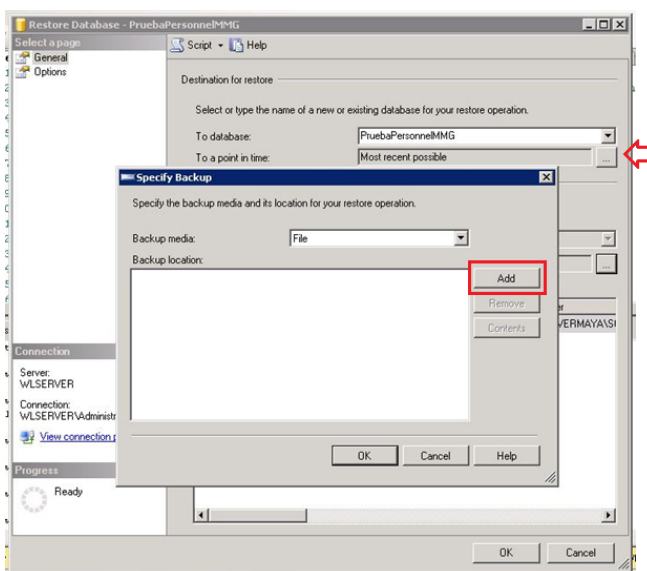 Restore Database - PruebaPersonnelMMG
Select a page
General
Options
Script Help
Destination for restore
Select or type the name of a new or existing database for your restore operation.
To database: PruebaPersonnelMMG
To a point in time: Most recent possible ...
Specify Backup
Specify the backup media and its location for your restore operation.
Backup media: File
Backup location:
Add
Remove
Contents
...
VERMAYA\S
Connection
Server:
WLSERVER
Connection:
WLSERVER\Administr
View connection p
OK Cancel Help
Progress
Ready
OK Cancel